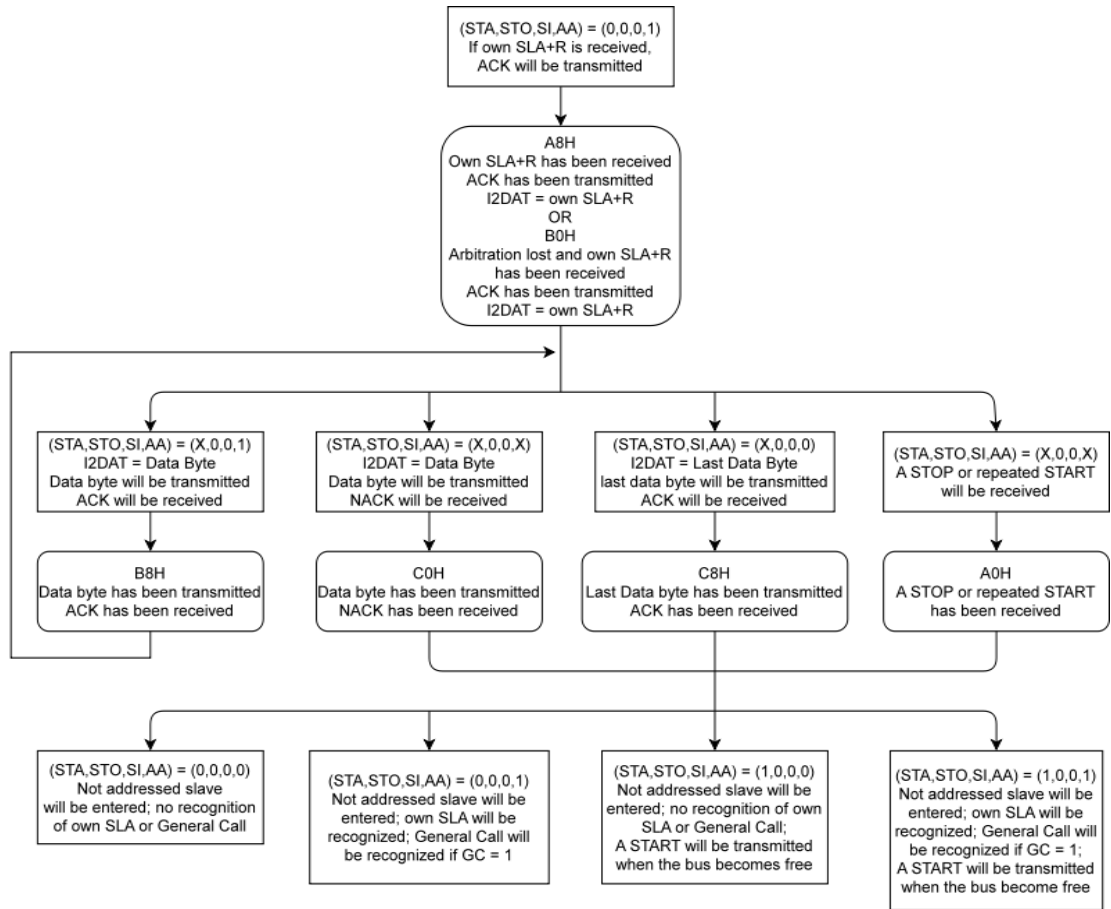 (STA,STO,SI,AA) = (0,0,0,1)
If own SLA+R is received,
ACK will be transmitted
A8H
Own SLA+R has been received
ACK has been transmitted
I2DAT = own SLA+R
OR
B0H
Arbitration lost and own SLA+R
has been received
ACK has been transmitted
I2DAT = own SLA+R
(STA,STO,SI,AA) = (X,0,0,1)
I2DAT = Data Byte
Data byte will be transmitted
ACK will be received
(STA,STO,SI,AA) = (X,0,0,X)
I2DAT = Data Byte
Data byte will be transmitted
NACK will be received
(STA,STO,SI,AA) = (X,0,0,0)
I2DAT = Last Data Byte
last data byte will be transmitted
ACK will be received
(STA,STO,SI,AA) = (X,0,0,X)
A STOP or repeated START
will be received
B8H
Data byte has been transmitted
ACK has been received
C0H
Data byte has been transmitted
NACK has been received
C8H
Last Data byte has been transmitted
ACK has been received
A0H
A STOP or repeated START
has been received
(STA,STO,SI,AA) = (0,0,0,0)
Not addressed slave
will be entered; no recognition
of own SLA or General Call
(STA,STO,SI,AA) = (0,0,0,1)
Not addressed slave will be
entered; own SLA will be
recognized; General Call will
be recognized if GC = 1
(STA,STO,SI,AA) = (1,0,0,0)
Not addressed slave will be
entered; no recognition of own
SLA or General Call;
A START will be transmitted
when the bus becomes free
(STA,STO,SI,AA) = (1,0,0,1)
Not addressed slave will be
entered; own SLA will be
recognized; General Call will
be recognized if GC = 1;
A START will be transmitted
when the bus become free